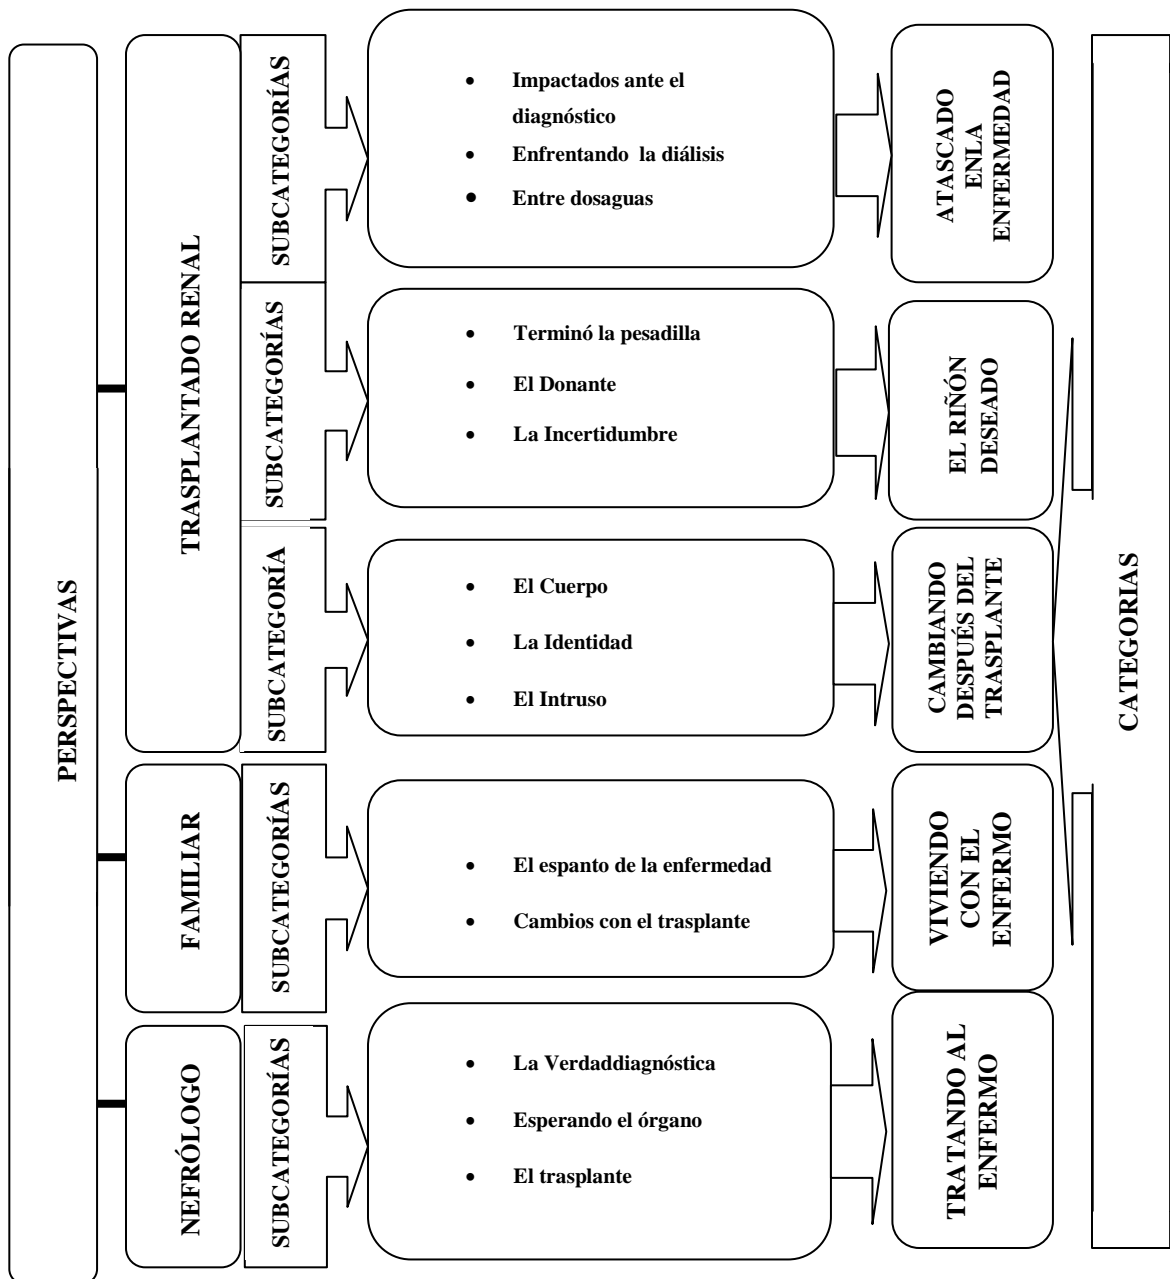 PERSPECTIVAS
TRASPLANTADO RENAL
SUBCATEGORÍAS
• Impactados ante el
diagnóstico
• Enfrentando la diálisis
• Entre dosaguas
ATASCADO
ENLA
ENFERMEDAD
SUBCATEGORÍAS
• Terminó la pesadilla
• El Donante
• La Incertidumbre
EL RIÑÓN
DESEADO
SUBCATEGORÍA
• El Cuerpo
• La Identidad
• El Intruso
CAMBIANDO
DESPUÉS DEL
TRASPLANTE
FAMILIAR
SUBCATEGORÍAS
• El espanto de la enfermedad
• Cambios con el trasplante
VIVIENDO
CON EL
ENFERMO
NEFRÓLOGO
SUBCATEGORÍAS
• La Verdaddiagnóstica
• Esperando el órgano
• El trasplante
TRATANDO AL
ENFERMO
CATEGORIAS